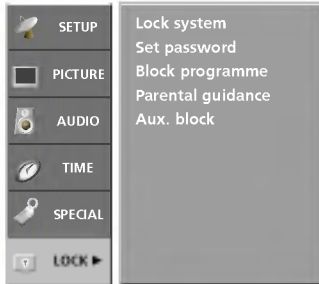 SETUP
PICTURE
AUDIO
TIME
SPECIAL
LOCK ►
Lock system
Set password
Block programme
Parental guidance
Aux. block